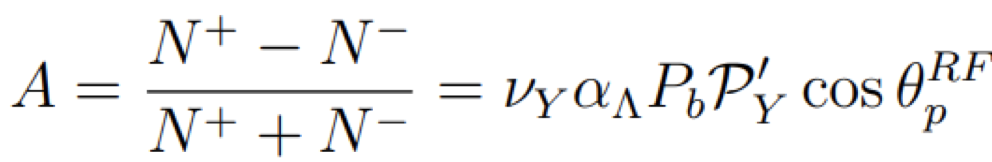 $A = \frac{N^+ - N^-}{N^+ + N^-} = \nu_Y \alpha_\Lambda P_b \mathcal{P}'_Y \cos \theta_p^{RF}$